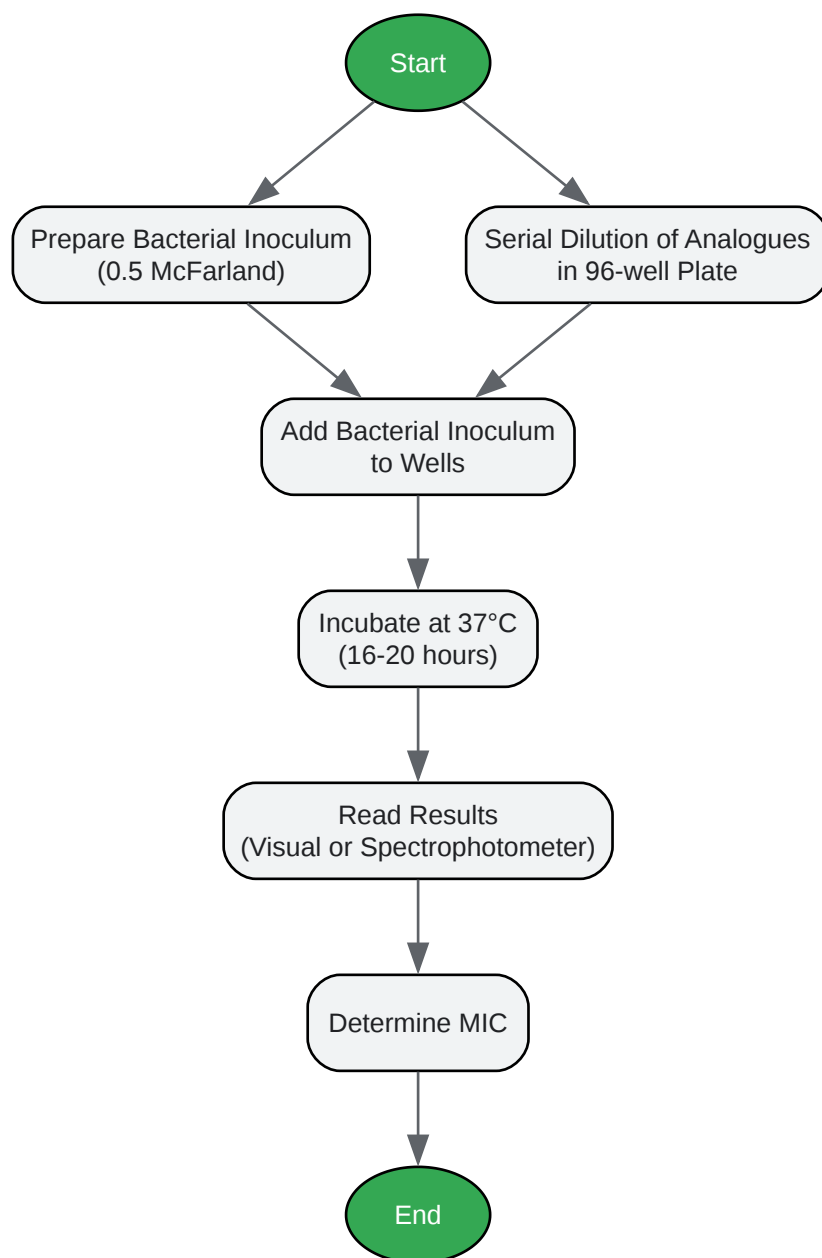 Start
Prepare Bacterial Inoculum
(0.5 McFarland)
Serial Dilution of Analogues
in 96-well Plate
Add Bacterial Inoculum
to Wells
Incubate at 37°C
(16-20 hours)
Read Results
(Visual or Spectrophotometer)
Determine MIC
End